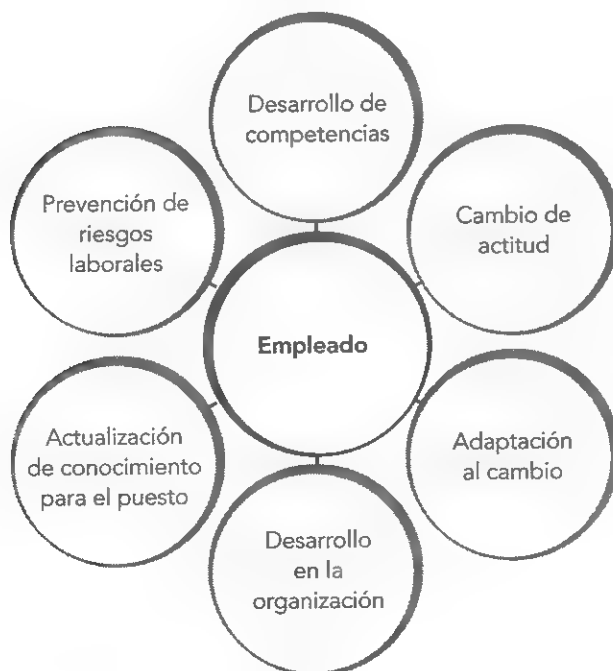 Desarrollo de
competencias
Prevención de
riesgos
laborales
Cambio de
actitud
Empleado
Actualización
de conocimiento
para el puesto
Adaptación
al cambio
Desarrollo
en la
organización